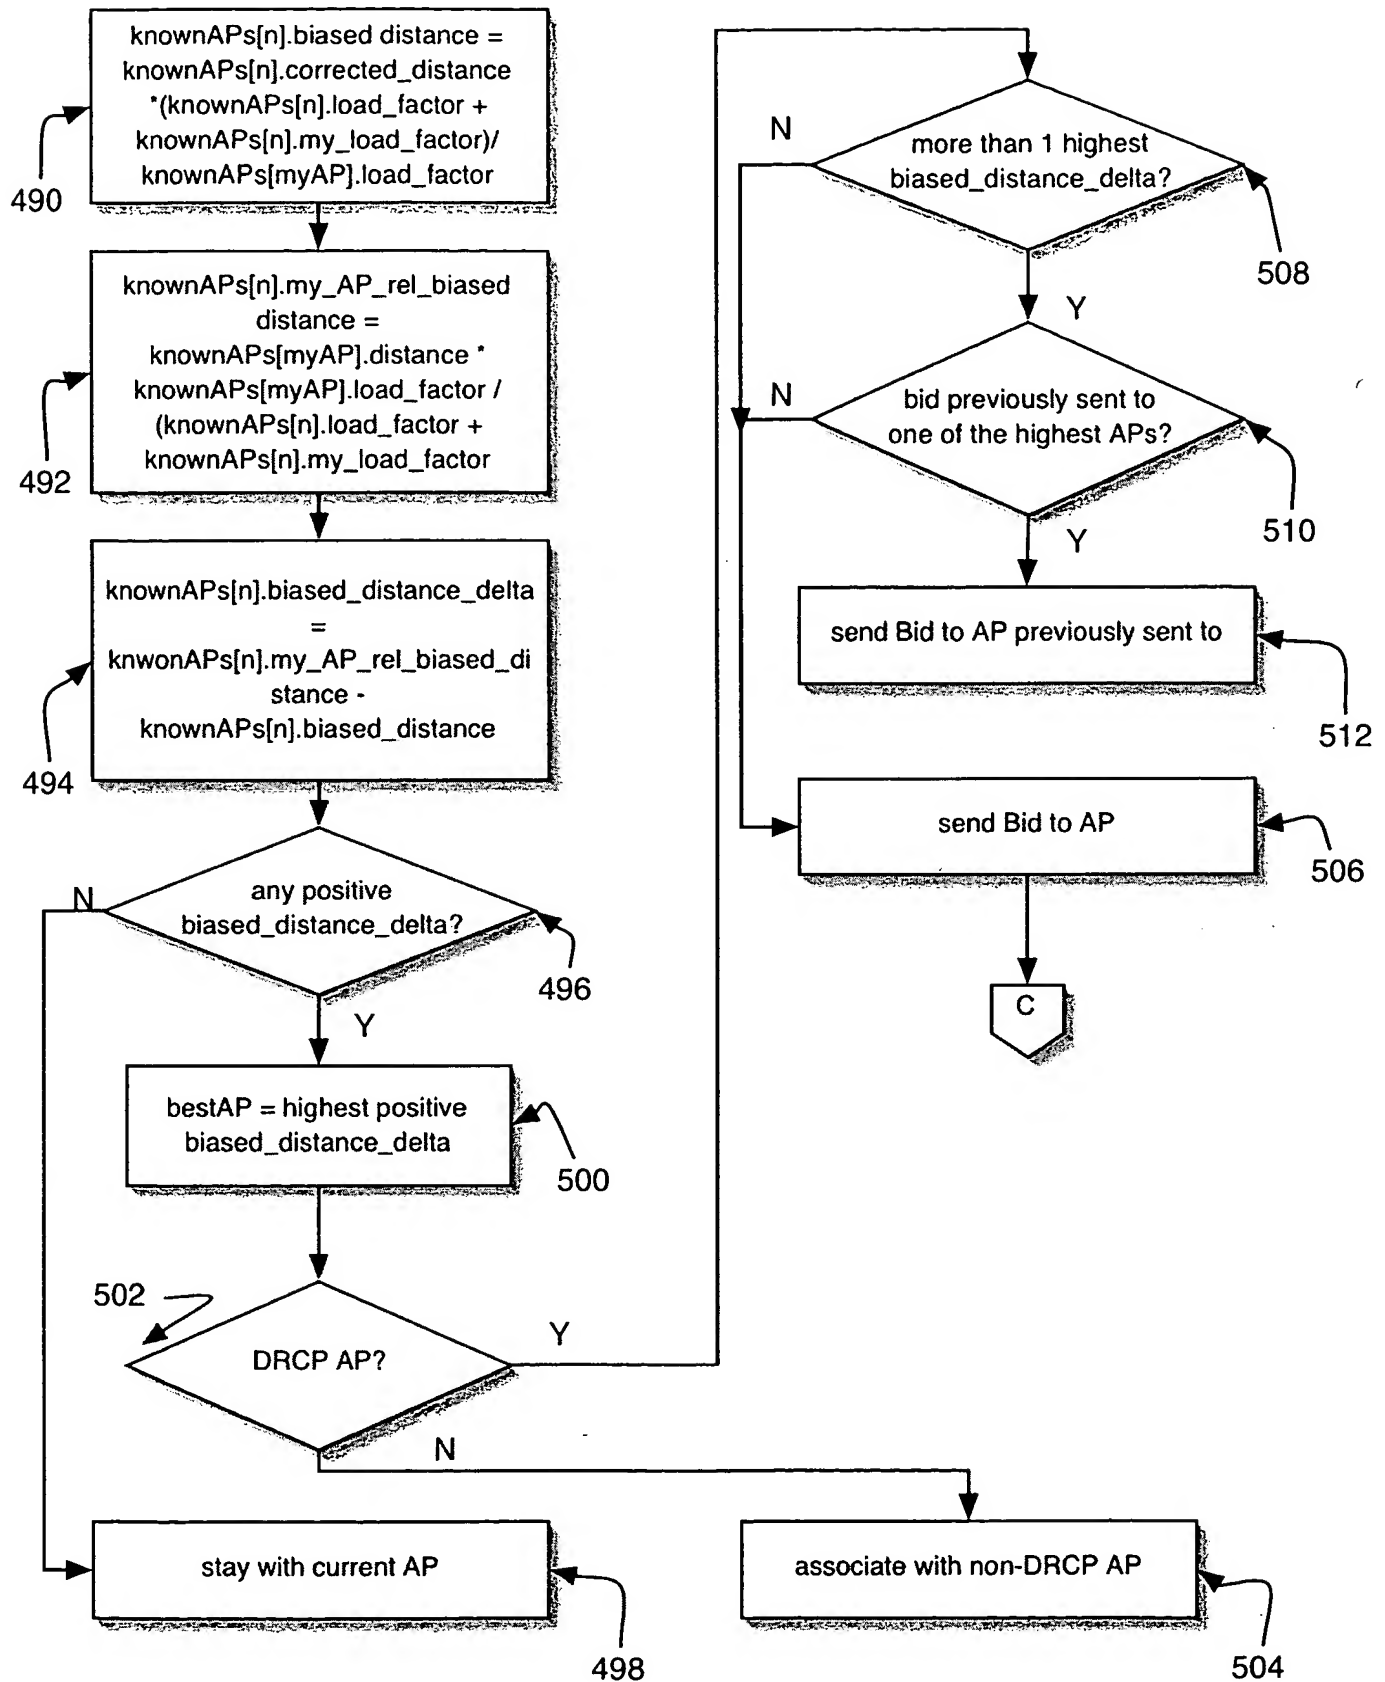 knownAPs[n].biased distance =
knownAPs[n].corrected_distance
*(knownAPs[n].load_factor +
knownAPs[n].my_load_factor)/
knownAPs[myAP].load_factor
490
knownAPs[n].my_AP_rel_biased
distance =
knownAPs[myAP].distance *
knownAPs[myAP].load_factor /
(knownAPs[n].load_factor +
knownAPs[n].my_load_factor
492
knownAPs[n].biased_distance_delta
=
knwonAPs[n].my_AP_rel_biased_di
stance -
knownAPs[n].biased_distance
494
any positive
biased_distance_delta?
N
496
Y
bestAP = highest positive
biased_distance_delta
500
502
DRCP AP?
Y
N
stay with current AP
498
associate with non-DRCP AP
504
more than 1 highest
biased_distance_delta?
N
508
Y
bid previously sent to
one of the highest APs?
N
510
Y
send Bid to AP previously sent to
512
send Bid to AP
506
C